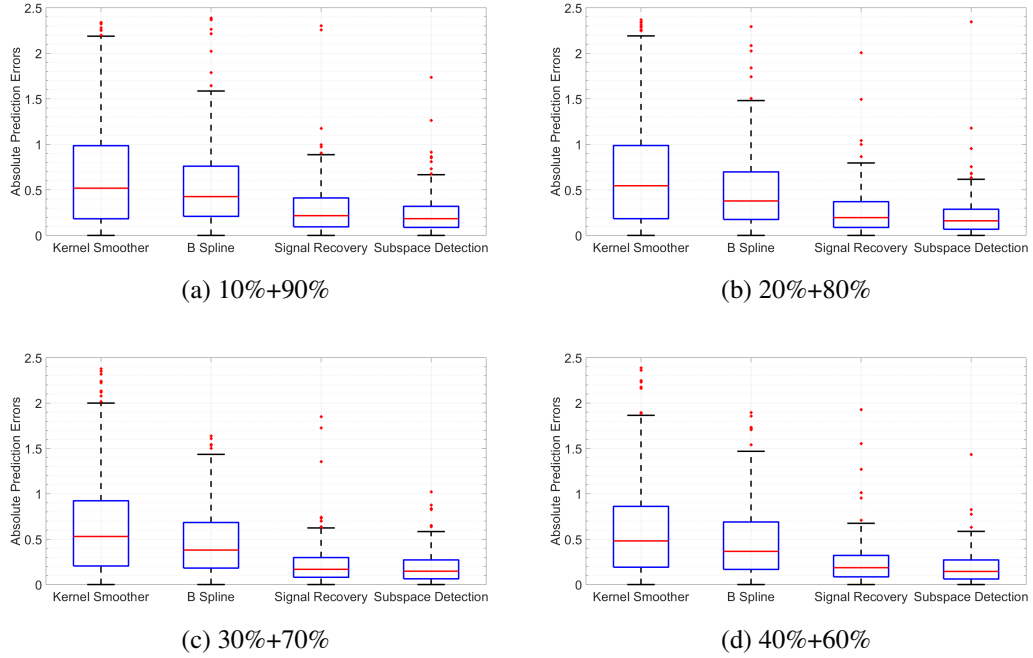 2.5
2
1.5
1
0.5
0
Absolute Prediction Errors
Kernel Smoother B Spline Signal Recovery Subspace Detection
(a) 10%+90%
2.5
2
1.5
1
0.5
0
Absolute Prediction Errors
Kernel Smoother B Spline Signal Recovery Subspace Detection
(b) 20%+80%
2.5
2
1.5
1
0.5
0
Absolute Prediction Errors
Kernel Smoother B Spline Signal Recovery Subspace Detection
(c) 30%+70%
2.5
2
1.5
1
0.5
0
Absolute Prediction Errors
Kernel Smoother B Spline Signal Recovery Subspace Detection
(d) 40%+60%